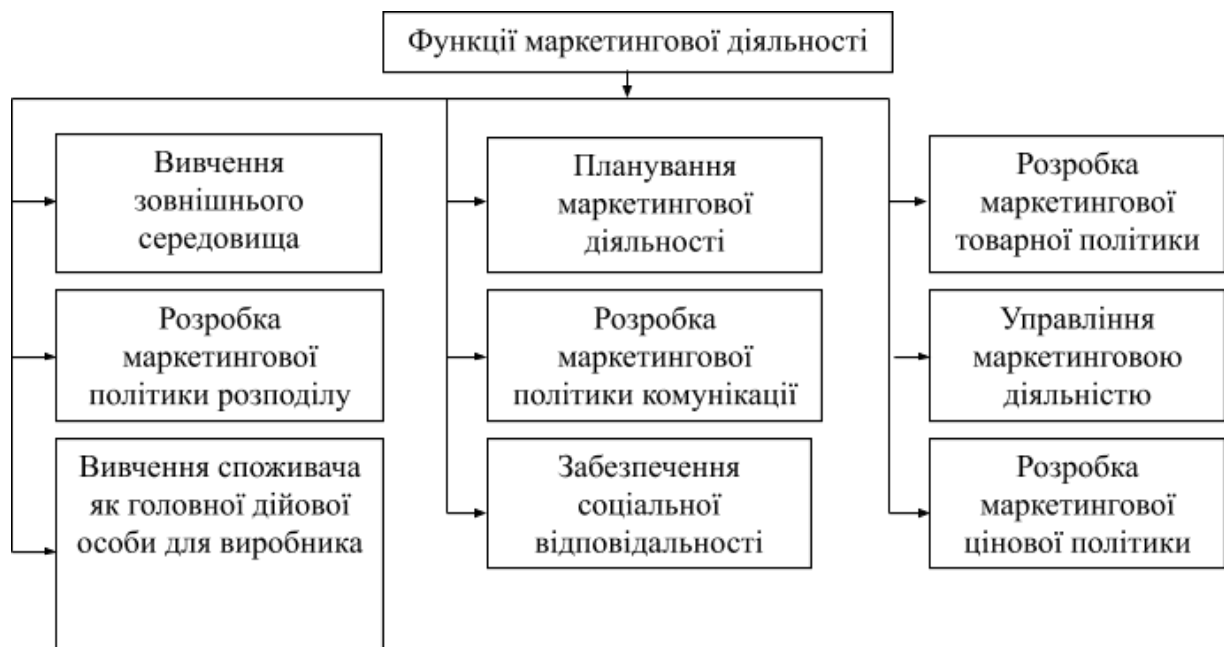 Функції маркетингової діяльності
Вивчення
зовнішнього
середовища
Планування
маркетингової
діяльності
Розробка
маркетингової
товарної політики
Розробка
маркетингової
політики розподілу
Розробка
маркетингової
політики комунікації
Управління
маркетинговою
діяльністю
Вивчення споживача
як головної дійової
особи для виробника
Забезпечення
соціальної
відповідальності
Розробка
маркетингової
цінової політики